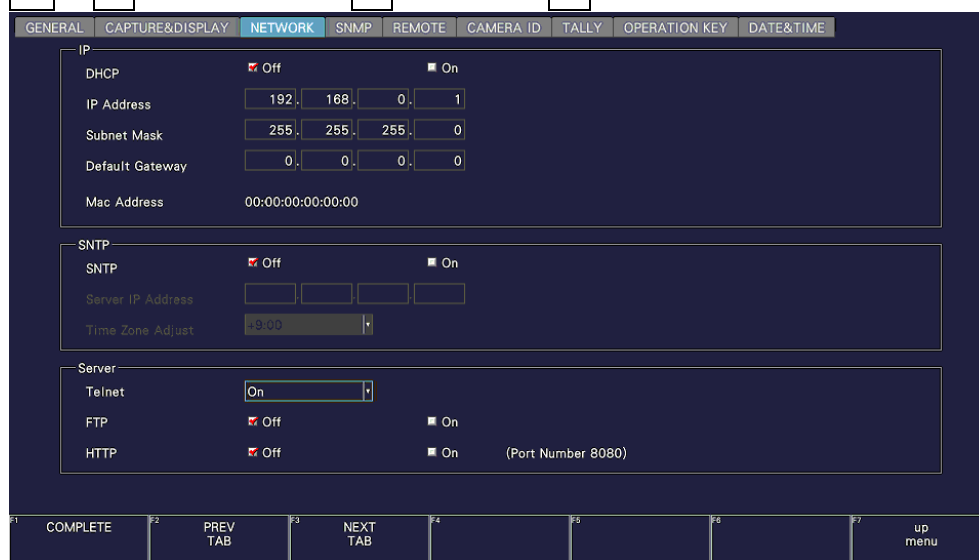 GENERAL CAPTURE&DISPLAY NETWORK SNMP REMOTE CAMERA ID TALLY OPERATION KEY DATE&TIME
IP
DHCP Off On
IP Address 192. 168. 0. 1
Subnet Mask 255. 255. 255. 0
Default Gateway 0. 0. 0. 0
Mac Address 00:00:00:00:00:00
SNTP
SNTP Off On
Server IP Address . . .
Time Zone Adjust +9:00
Server
Telnet On
FTP Off On
HTTP Off On (Port Number 8080)
F1 COMPLETE F2 PREV TAB F3 NEXT TAB F4 F5 F6 F7 up menu